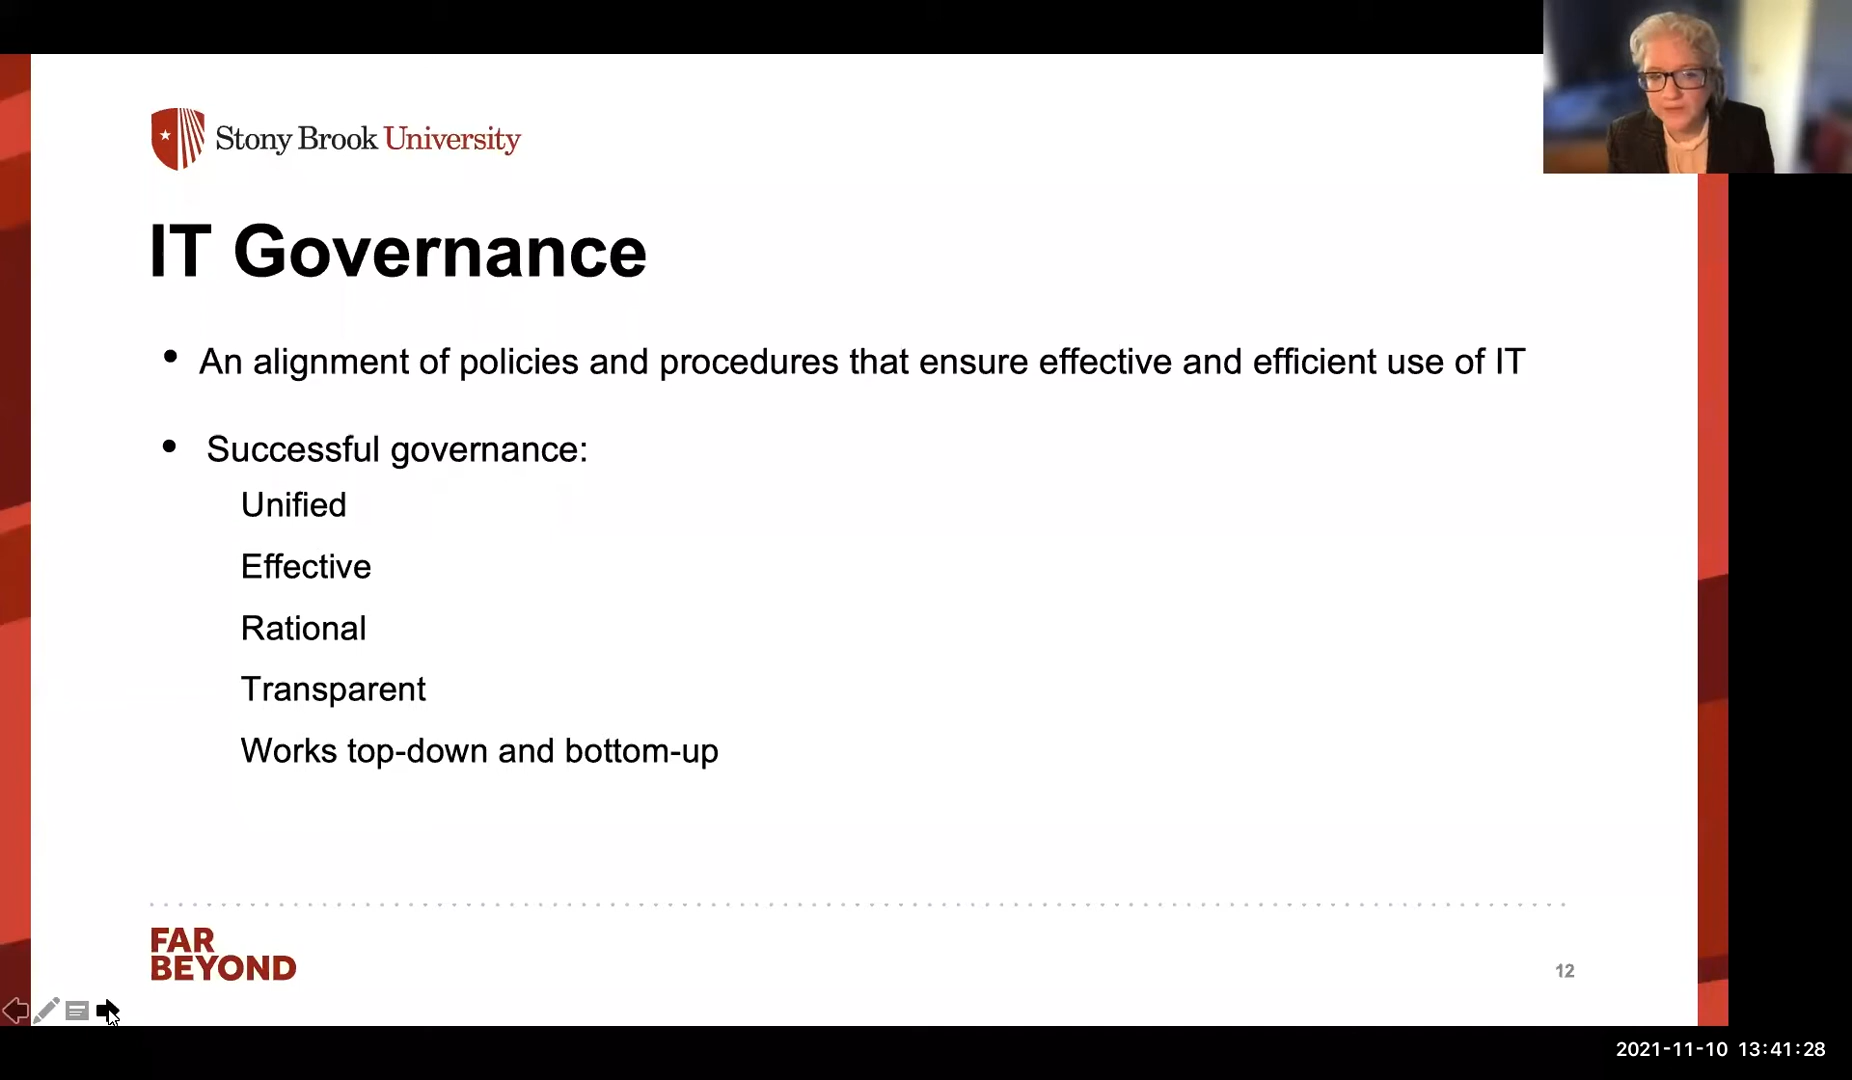 Stony Brook University
IT Governance
• An alignment of policies and procedures that ensure effective and efficient use of IT
• Successful governance:
Unified
Effective
Rational
Transparent
Works top-down and bottom-up
FAR
BEYOND
12
2021-11-10 13:41:28